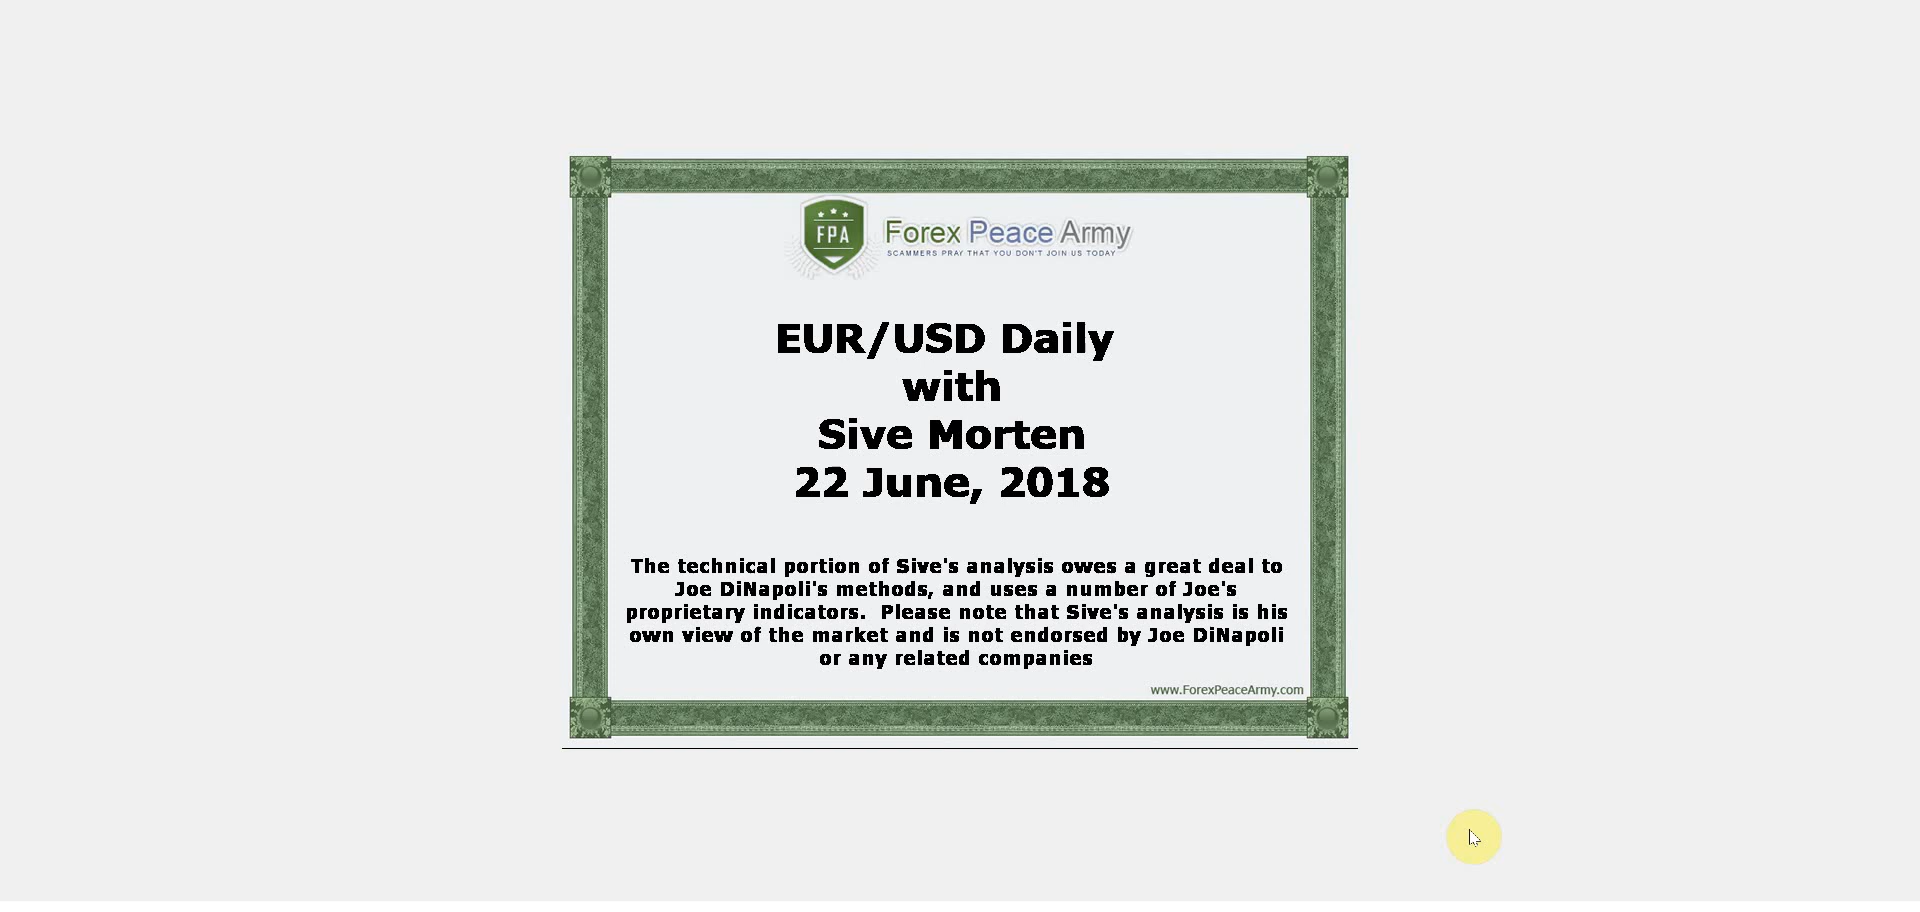 FPA
Forex Peace Army
SCAMMERS PRAY THAT YOU DON'T JOIN US TODAY
EUR/USD Daily
with
Sive Morten
22 June, 2018
The technical portion of Sive's analysis owes a great deal to
Joe DiNapoli's methods, and uses a number of Joe's
proprietary indicators.  Please note that Sive's analysis is his
own view of the market and is not endorsed by Joe DiNapoli
or any related companies
www.ForexPeaceArmy.com